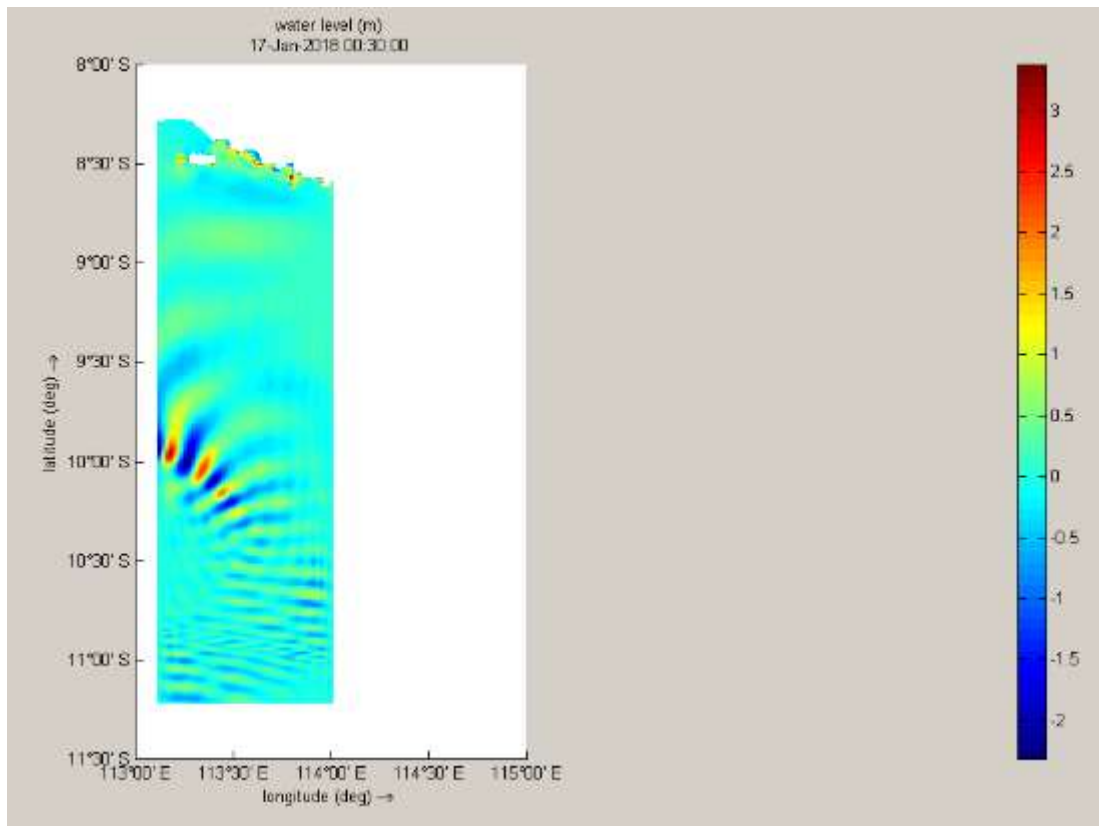 water level (m)
17-Jan-2018 00:30:00
8°00' S
8°30' S
9°00' S
9°30' S
10°00' S
10°30' S
11°00' S
11°30' S
latitude (deg) →
113°00' E
113°30' E
114°00' E
114°30' E
115°00' E
longitude (deg) →
3
2.5
2
1.5
1
0.5
0
-0.5
-1
-1.5
-2